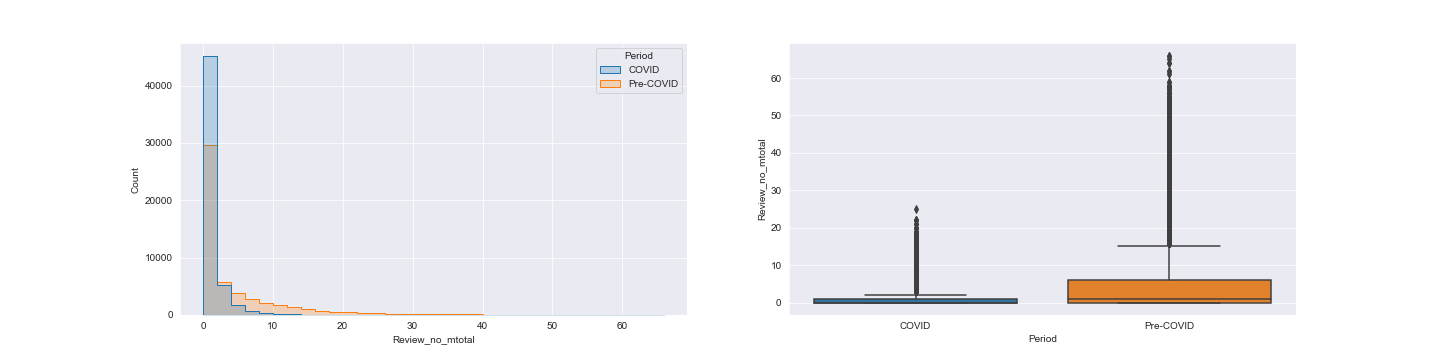 Period
COVID
Pre-COVID
Count
40000
30000
20000
10000
0
0 10 20 30 40 50 60
Review_no_mtotal
Review_no_mtotal
60
50
40
30
20
10
0
COVID Pre-COVID
Period